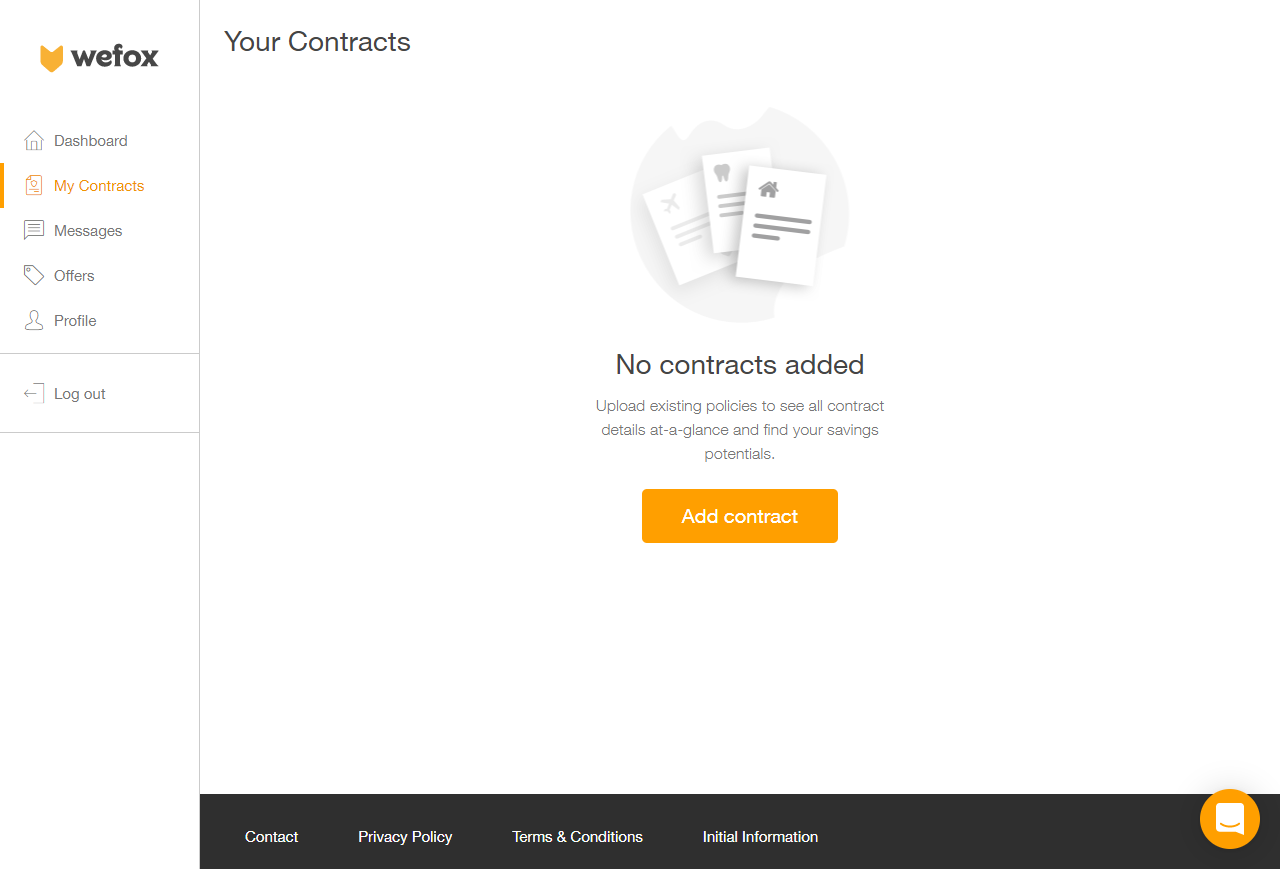 wefox
Dashboard
My Contracts
Messages
Offers
Profile
Log out
Your Contracts
No contracts added
Upload existing policies to see all contract
details at-a-glance and find your savings
potentials.
Add contract
Contact
Privacy Policy
Terms & Conditions
Initial Information